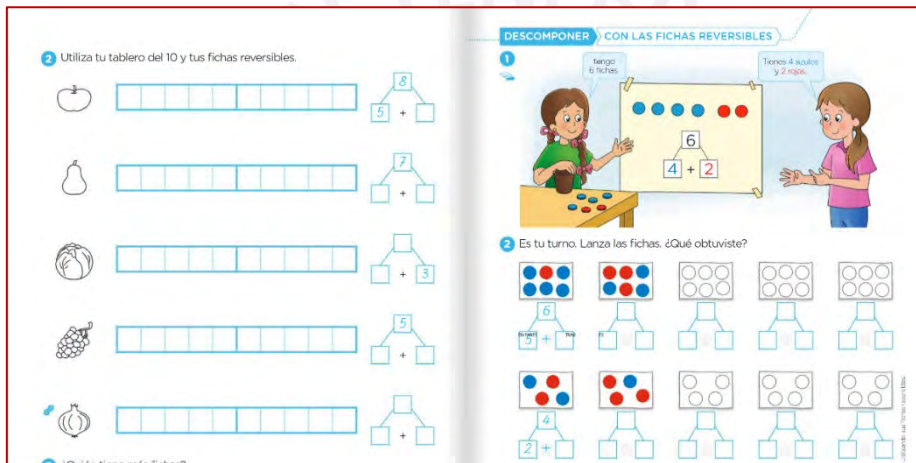 2 Utiliza tu tablero del 10 y tus fichas reversibles.
8
5 +
7
+
+ 3
5
+
+
DESCOMPONER CON LAS FICHAS REVERSIBLES
1
tengo
6 fichas
Tienes 4 azules
y 2 rojas.
6
4 + 2
2 Es tu turno. Lanza las fichas. ¿Qué obtuviste?
6
5 +
4
2 +